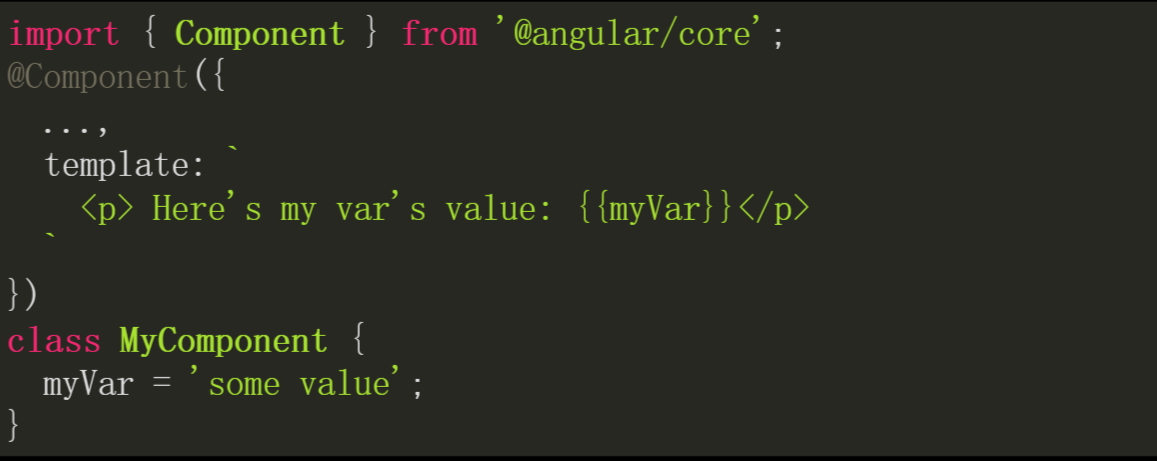 import { Component } from '@angular/core';
@Component({
  ...,
  template: `
    <p> Here's my var's value: {{myVar}}</p>
  `
})
class MyComponent {
  myVar = 'some value';
}